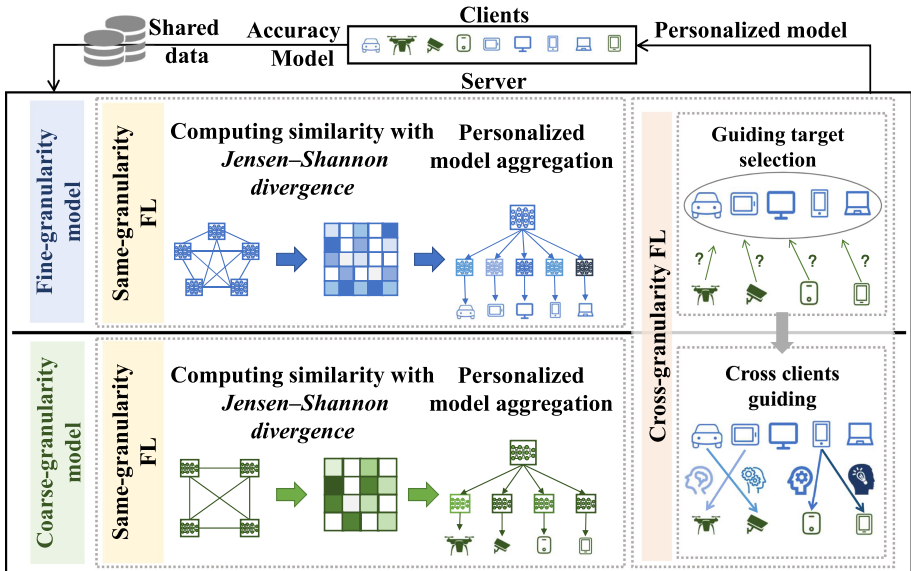 Clients
Shared
data
Accuracy
Model
Personalized model
Server
Fine-granularity
model
Same-granularity
FL
Computing similarity with
Jensen–Shannon
divergence
Personalized
model aggregation
Cross-granularity FL
Guiding target
selection
? ? ? ?
Coarse-granularity
model
Same-granularity
FL
Computing similarity with
Jensen–Shannon
divergence
Personalized
model aggregation
Cross clients
guiding